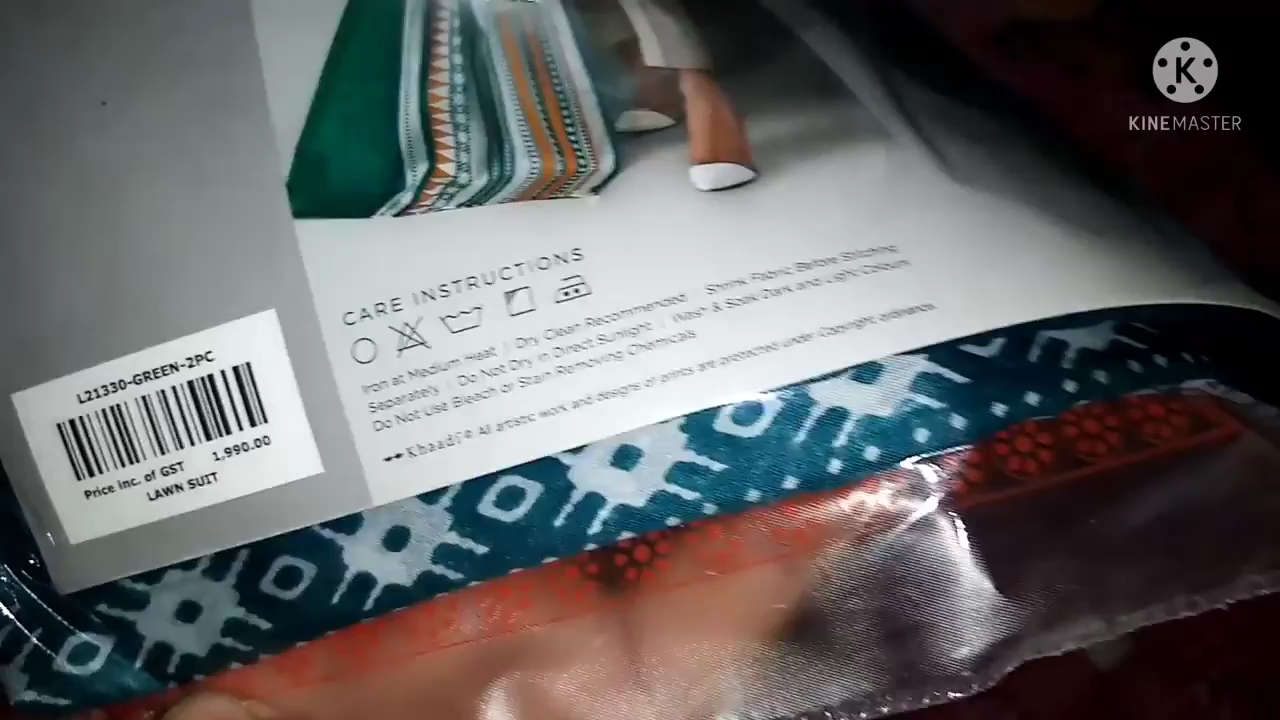 KINEMASTER
CARE INSTRUCTIONS
Iron at Medium Heat | Dry Clean Recommended | Shrink Fabric Before Stitching
Separately | Do Not Dry in Direct Sunlight | Wash & Soak Dark and Light Colours
Do Not Use Bleach or Stain Removing Chemicals
Khaadi® All artistic work and designs of prints are protected under Copyright ordinance.
L21330-GREEN-2PC
Price Inc. of GST 1,990.00
LAWN SUIT